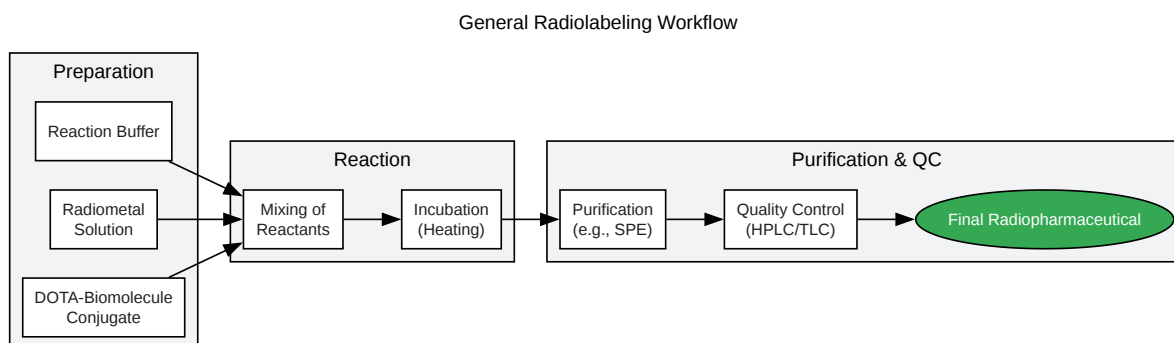 General Radiolabeling Workflow
Preparation
Reaction Buffer
Radiometal
Solution
DOTA-Biomolecule
Conjugate
Reaction
Mixing of
Reactants
Incubation
(Heating)
Purification & QC
Purification
(e.g., SPE)
Quality Control
(HPLC/TLC)
Final Radiopharmaceutical